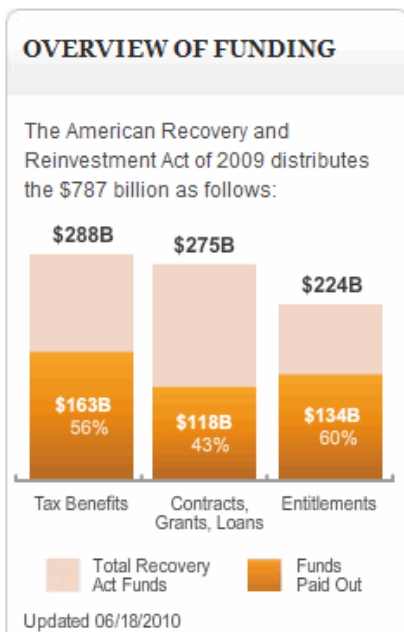 OVERVIEW OF FUNDING
The American Recovery and
Reinvestment Act of 2009 distributes
the $787 billion as follows:
$288B
$275B
$224B
$163B
56%
$118B
43%
$134B
60%
Tax Benefits
Contracts,
Grants, Loans
Entitlements
Total Recovery
Act Funds
Funds
Paid Out
Updated 06/18/2010